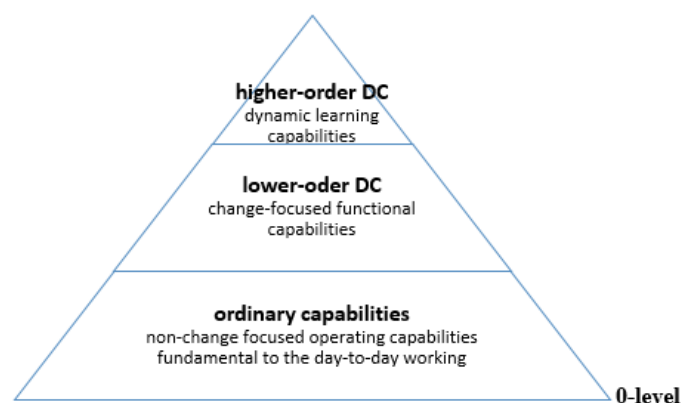 higher-order DC
dynamic learning
capabilities
lower-oder DC
change-focused functional
capabilities
ordinary capabilities
non-change focused operating capabilities
fundamental to the day-to-day working
0-level